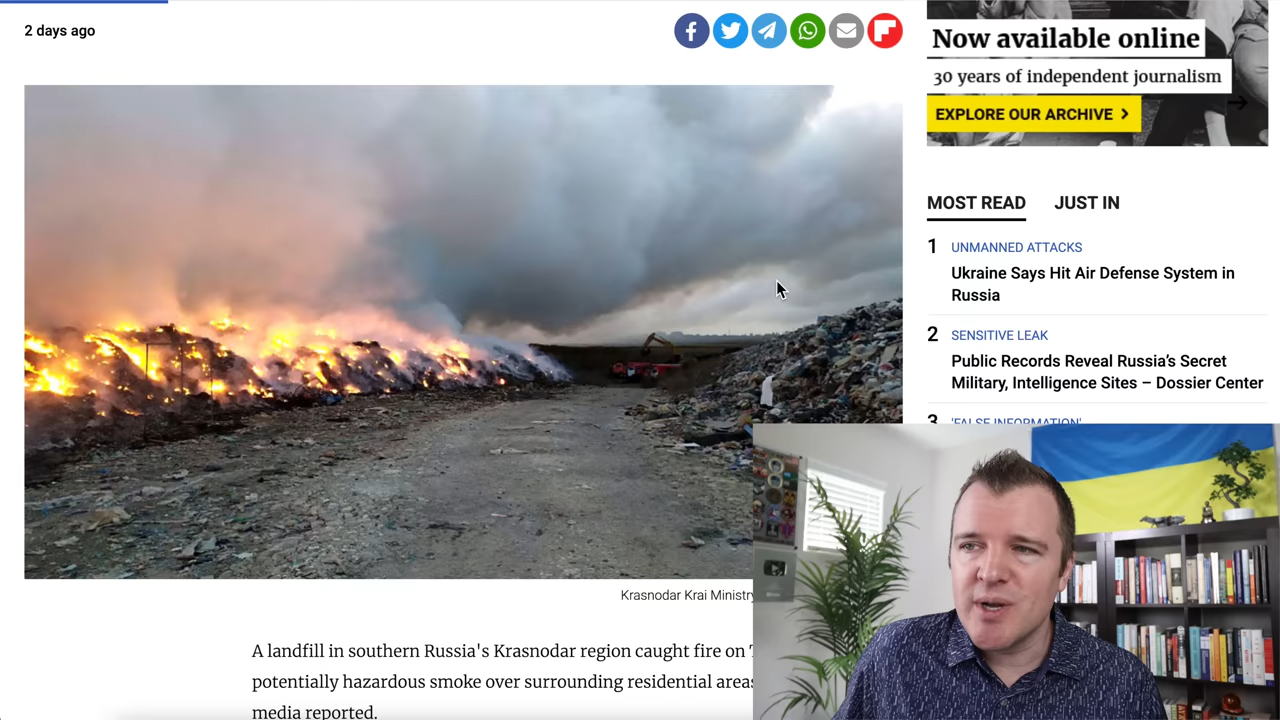 2 days ago
Now available online
30 years of independent journalism
EXPLORE OUR ARCHIVE
MOST READ JUST IN
1 UNMANNED ATTACKS
Ukraine Says Hit Air Defense System in
Russia
2 SENSITIVE LEAK
Public Records Reveal Russia’s Secret
Military, Intelligence Sites – Dossier Center
3 'FALSE INFORMATION'
Krasnodar Krai Ministry
A landfill in southern Russia's Krasnodar region caught fire on
potentially hazardous smoke over surrounding residential areas
media reported.